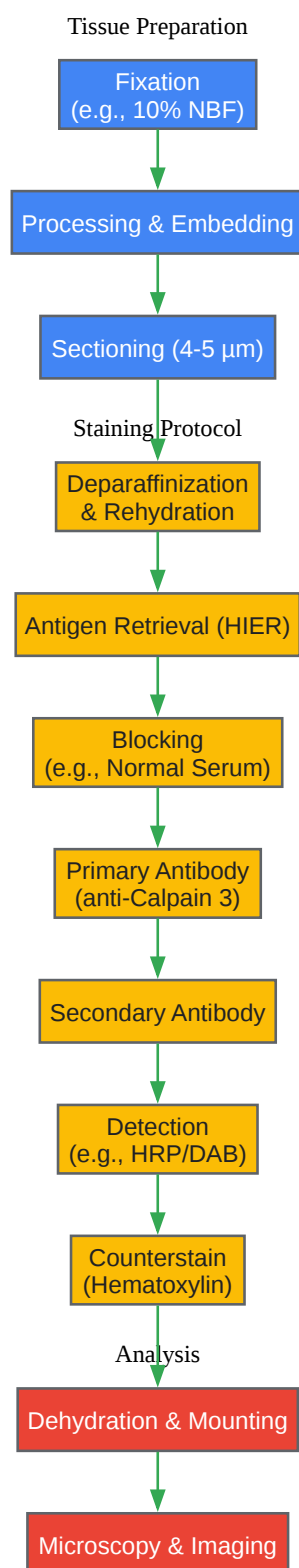 Tissue Preparation
Fixation
(e.g., 10% NBF)
Processing & Embedding
Sectioning (4-5 µm)
Staining Protocol
Deparaffinization
& Rehydration
Antigen Retrieval (HIER)
Blocking
(e.g., Normal Serum)
Primary Antibody
(anti-Calpain 3)
Secondary Antibody
Detection
(e.g., HRP/DAB)
Counterstain
(Hematoxylin)
Analysis
Dehydration & Mounting
Microscopy & Imaging